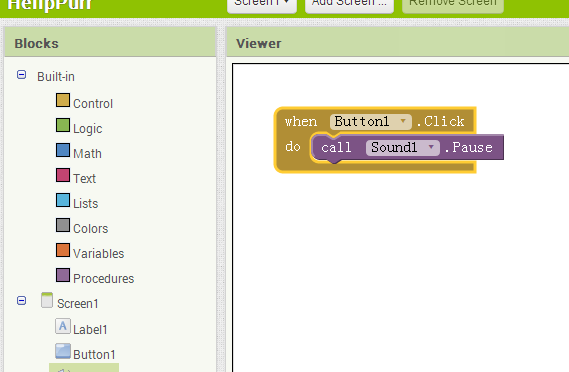 HelloPurr
Screen1 Add Screen ... Remove Screen
Blocks
Viewer
Built-in
Control
Logic
Math
Text
Lists
Colors
Variables
Procedures
Screen1
A Label1
Button1
when Button1 .Click
do call Sound1 .Pause